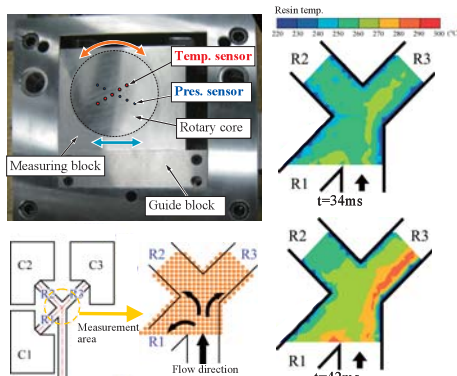 Resin temp.
220 230 240 250 260 270 280 290 300 (℃)
Temp. sensor
Pres. sensor
Rotary core
Measuring block
Guide block
R2
R3
R1
t=34ms
C2
C3
R2
R3
R1
C1
Measurement
area
R2
R3
R1
Flow direction
R2
R3
R1
t=42ms